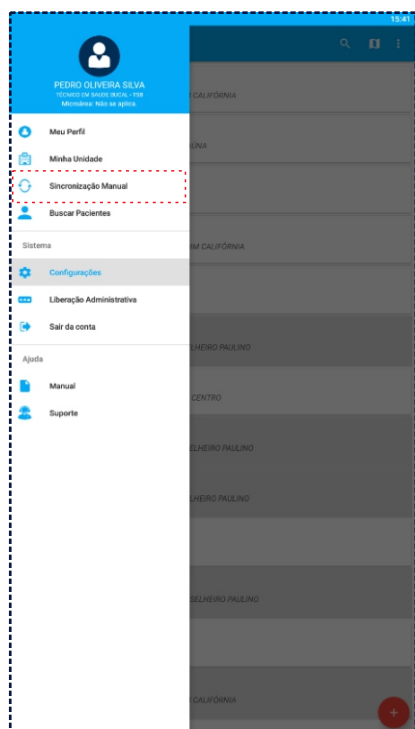 15:41
PEDRO OLIVEIRA SILVA
TÉCNICO EM SAÚDE BUCAL - ESB
Microárea: Não se aplica.
Meu Perfil
Minha Unidade
Sincronização Manual
Buscar Pacientes
Sistema
Configurações
Liberação Administrativa
Sair da conta
Ajuda
Manual
Suporte
CALIFÓRNIA
IM CALIFÓRNIA
LHEIRO PAULINO
CENTRO
ELHEIRO PAULINO
LHEIRO PAULINO
SELHEIRO PAULINO
CALIFÓRNIA